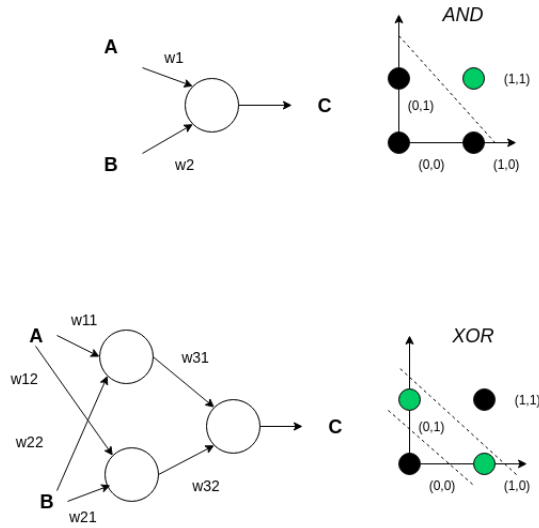 AND
A
w1
(1,1)
C
(0,1)
B
w2
(0,0)
(1,0)
w11
A
XOR
w31
w12
(1,1)
C
(0,1)
w22
w32
(0,0)
(1,0)
B
w21